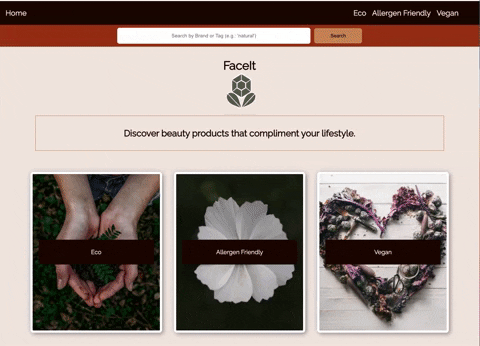 Home
Eco Allergen Friendly Vegan
Search by Brand or Tag (e.g.: 'natural')
Search
FaceIt
Discover beauty products that compliment your lifestyle.
Eco
Allergen Friendly
Vegan